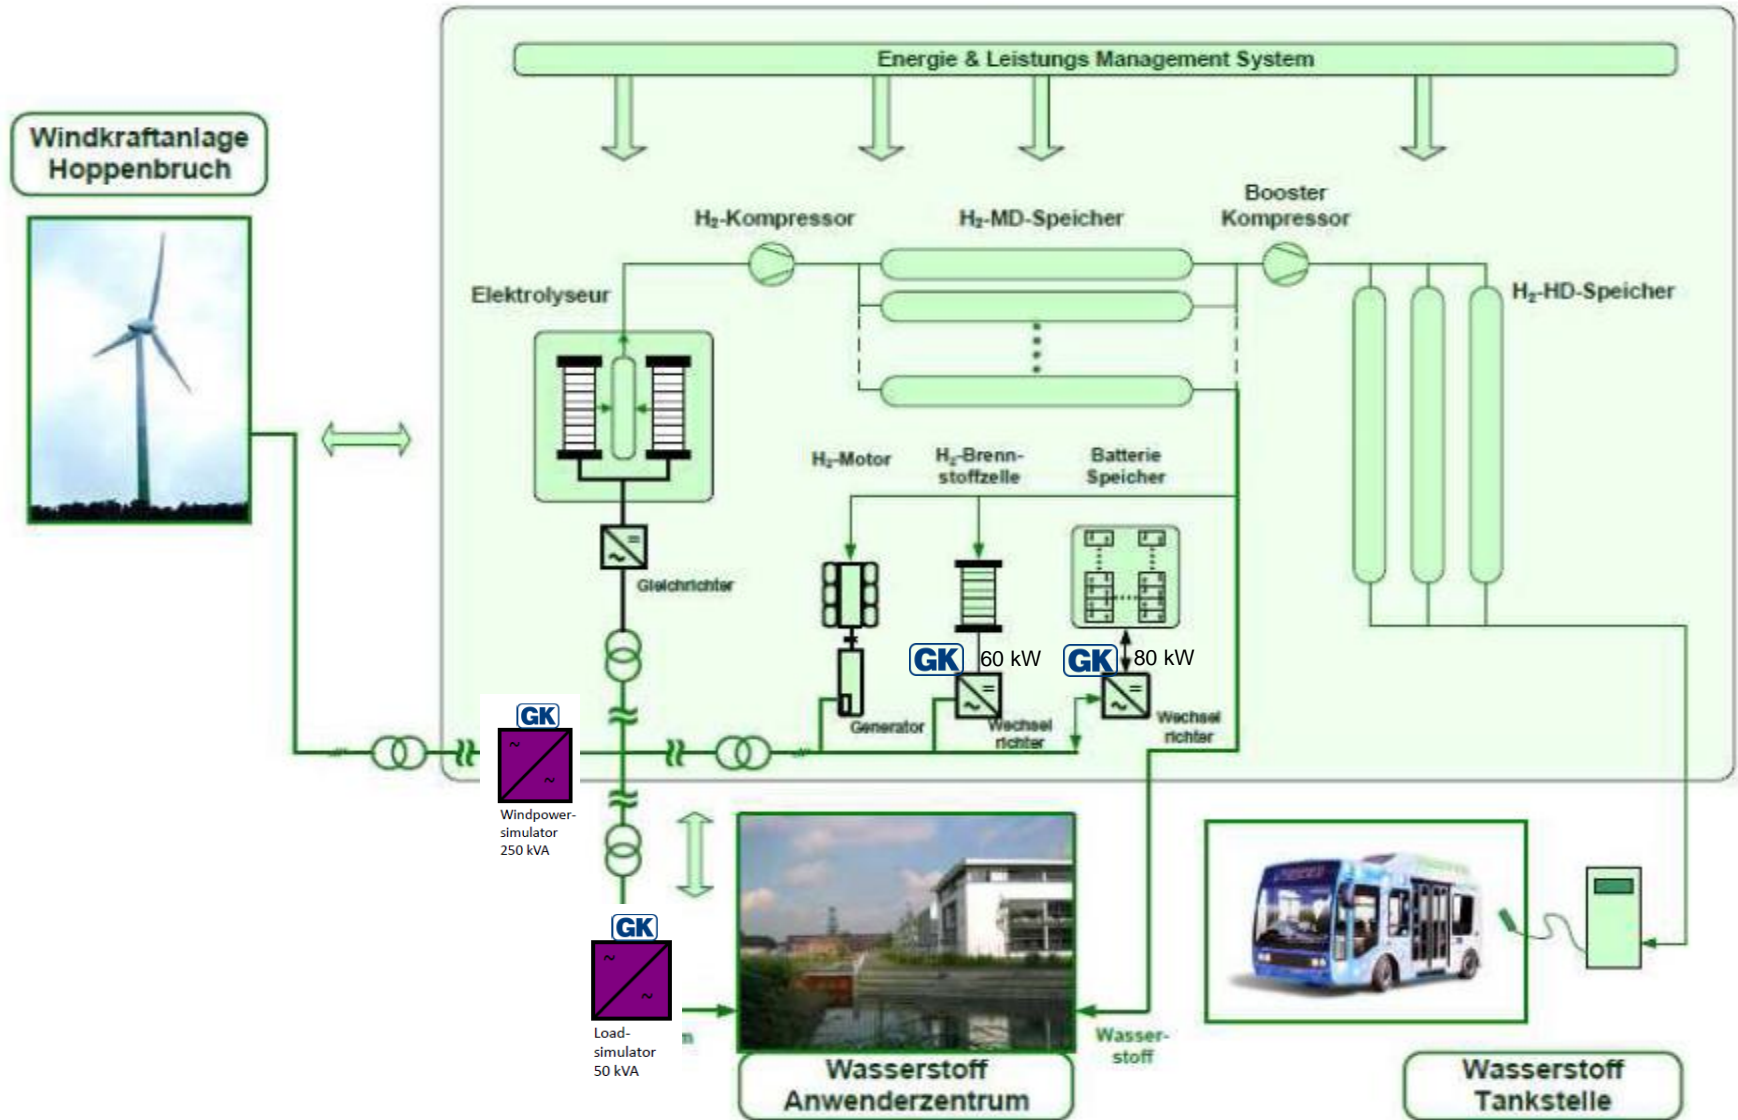 Energie & Leistungs Management System
Windkraftanlage
Hoppenbruch
Booster
Kompressor
H₂-Kompressor
H₂-MD-Speicher
Elektrolyseur
H₂-HD-Speicher
H₂-Motor
H₂-Brenn-
stoffzelle
Batterie
Speicher
Gleichrichter
GK
60 kW
GK
80 kW
GK
Generator
Wechsel
richter
Wechsel
richter
Windpower-
simulator
250 kVA
GK
Load-
simulator
50 kVA
m
Wasser-
stoff
Wasserstoff
Anwenderzentrum
Wasserstoff
Tankstelle